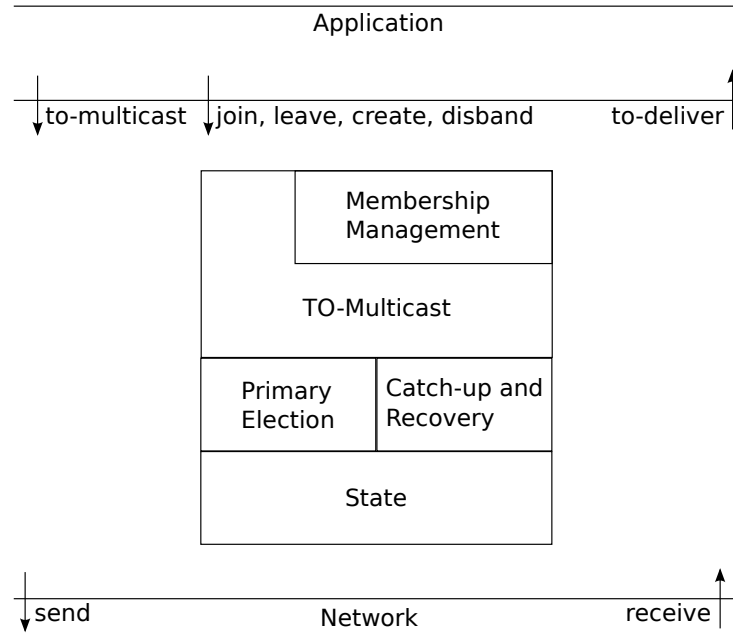 Application
to-multicast
join, leave, create, disband
to-deliver
Membership
Management
TO-Multicast
Primary
Election
Catch-up and
Recovery
State
send
Network
receive